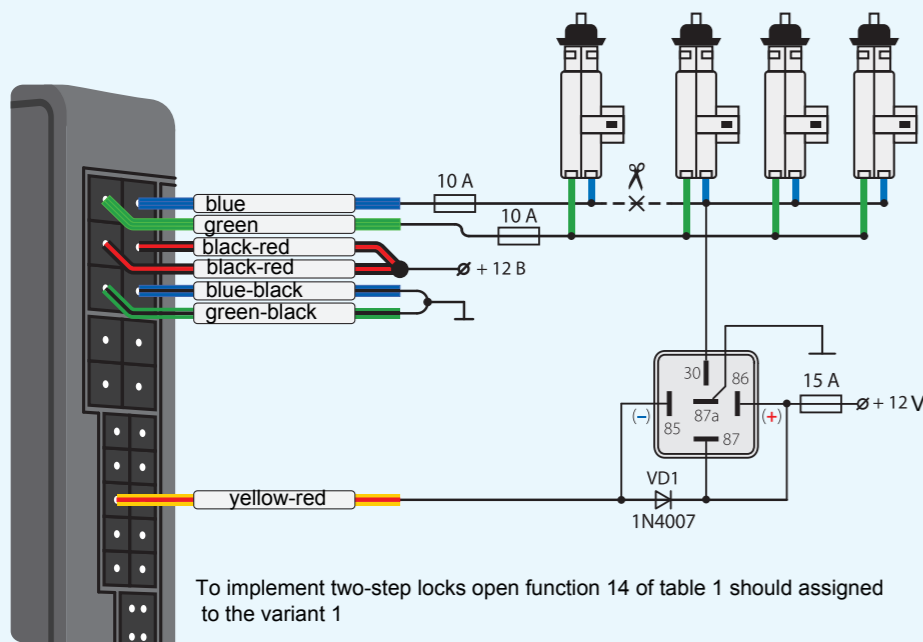 10 A
blue
green
10 A
black-red
black-red
+ 12 B
blue-black
green-black
30
86
15 A
87a
(–)
(+)
+ 12 V
85
87
VD1
yellow-red
1N4007
To implement two-step locks open function 14 of table 1 should assigned
to the variant 1